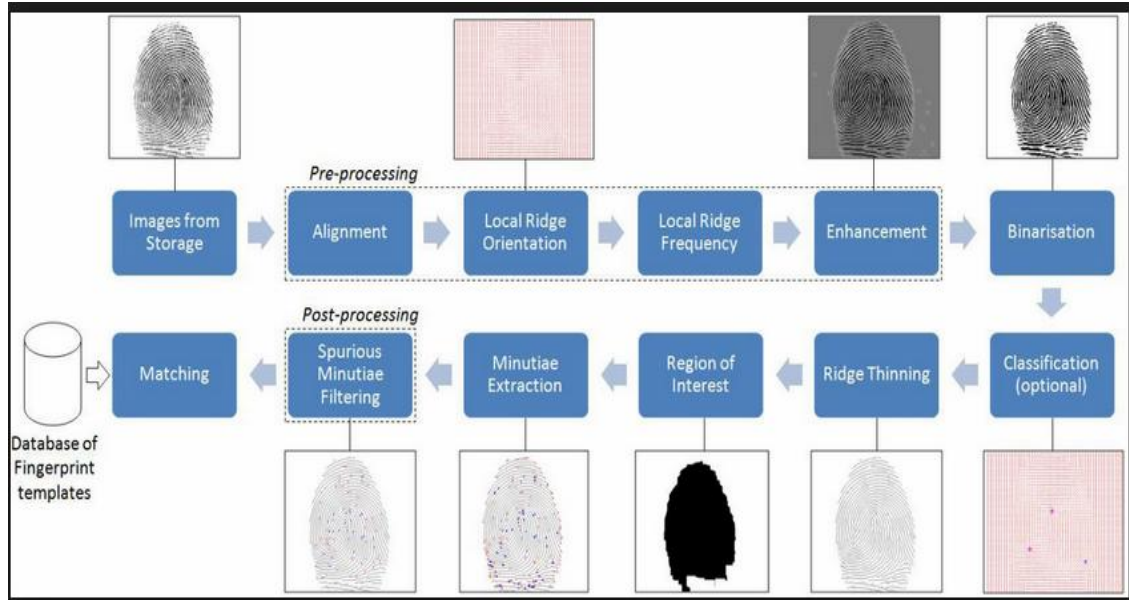 Pre-processing
Images from
Storage
Alignment
Local Ridge
Orientation
Local Ridge
Frequency
Enhancement
Binarisation
Post-processing
Matching
Spurious
Minutiae
Filtering
Minutiae
Extraction
Region of
Interest
Ridge Thinning
Classification
(optional)
Database of
Fingerprint
templates